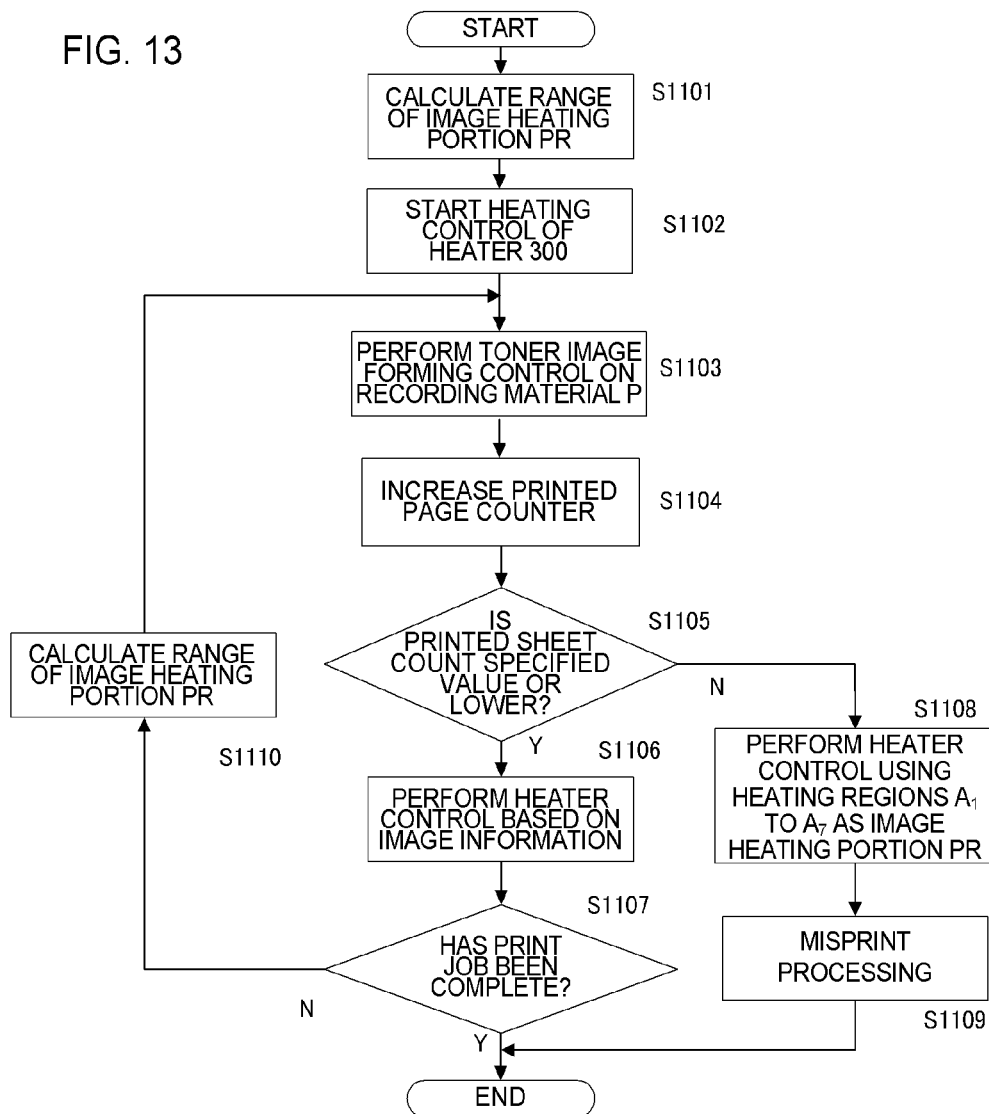 FIG. 13
START
CALCULATE RANGE
OF IMAGE HEATING
PORTION PR
S1101
START HEATING
CONTROL OF
HEATER 300
S1102
PERFORM TONER IMAGE
FORMING CONTROL ON
RECORDING MATERIAL P
S1103
INCREASE PRINTED
PAGE COUNTER
S1104
IS
PRINTED SHEET
COUNT SPECIFIED
VALUE OR
LOWER?
S1105
N
Y
S1106
PERFORM HEATER
CONTROL BASED ON
IMAGE INFORMATION
S1108
PERFORM HEATER
CONTROL USING
HEATING REGIONS A₁
TO A₇ AS IMAGE
HEATING PORTION PR
CALCULATE RANGE
OF IMAGE HEATING
PORTION PR
S1110
S1107
HAS PRINT
JOB BEEN
COMPLETE?
N
Y
MISPRINT
PROCESSING
S1109
END